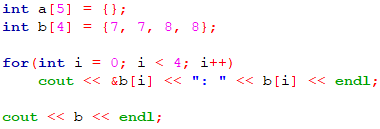 int a[5] = {};
int b[4] = {7, 7, 8, 8};
for(int i = 0; i < 4; i++)
cout << &b[i] << ": " << b[i] << endl;
cout << b << endl;